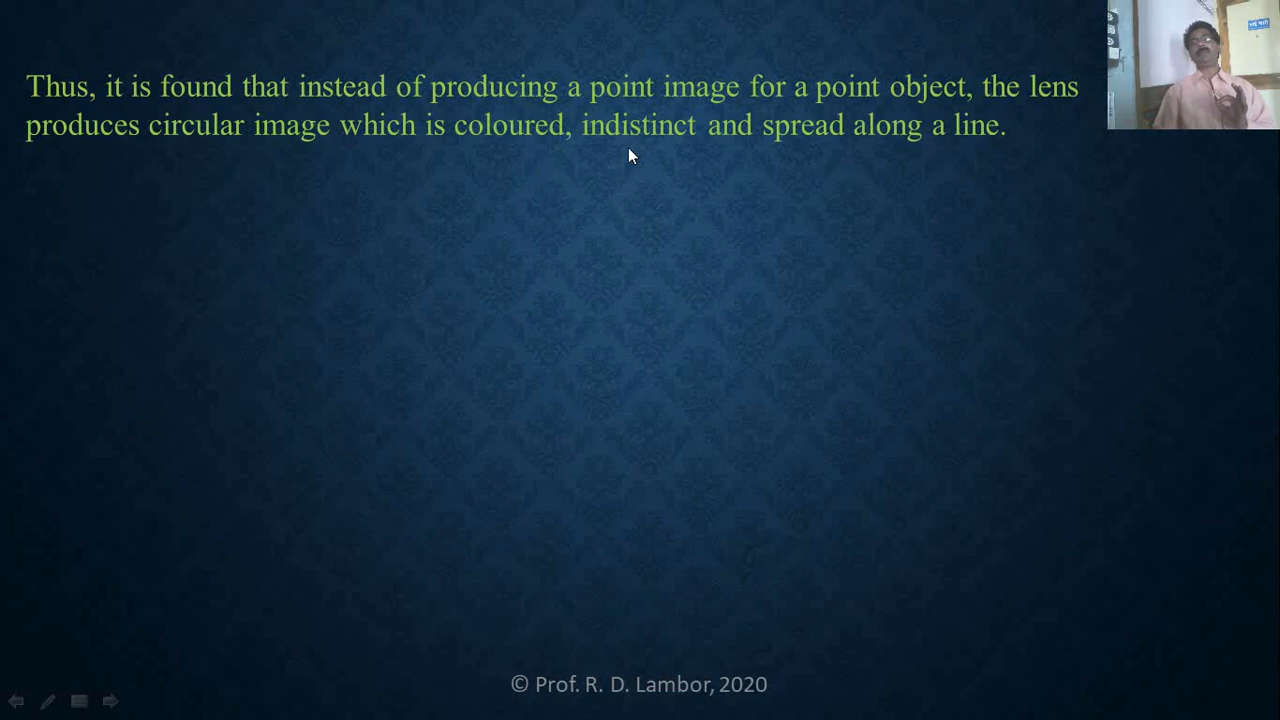 Thus, it is found that instead of producing a point image for a point object, the lens
produces circular image which is coloured, indistinct and spread along a line.
© Prof. R. D. Lambor, 2020